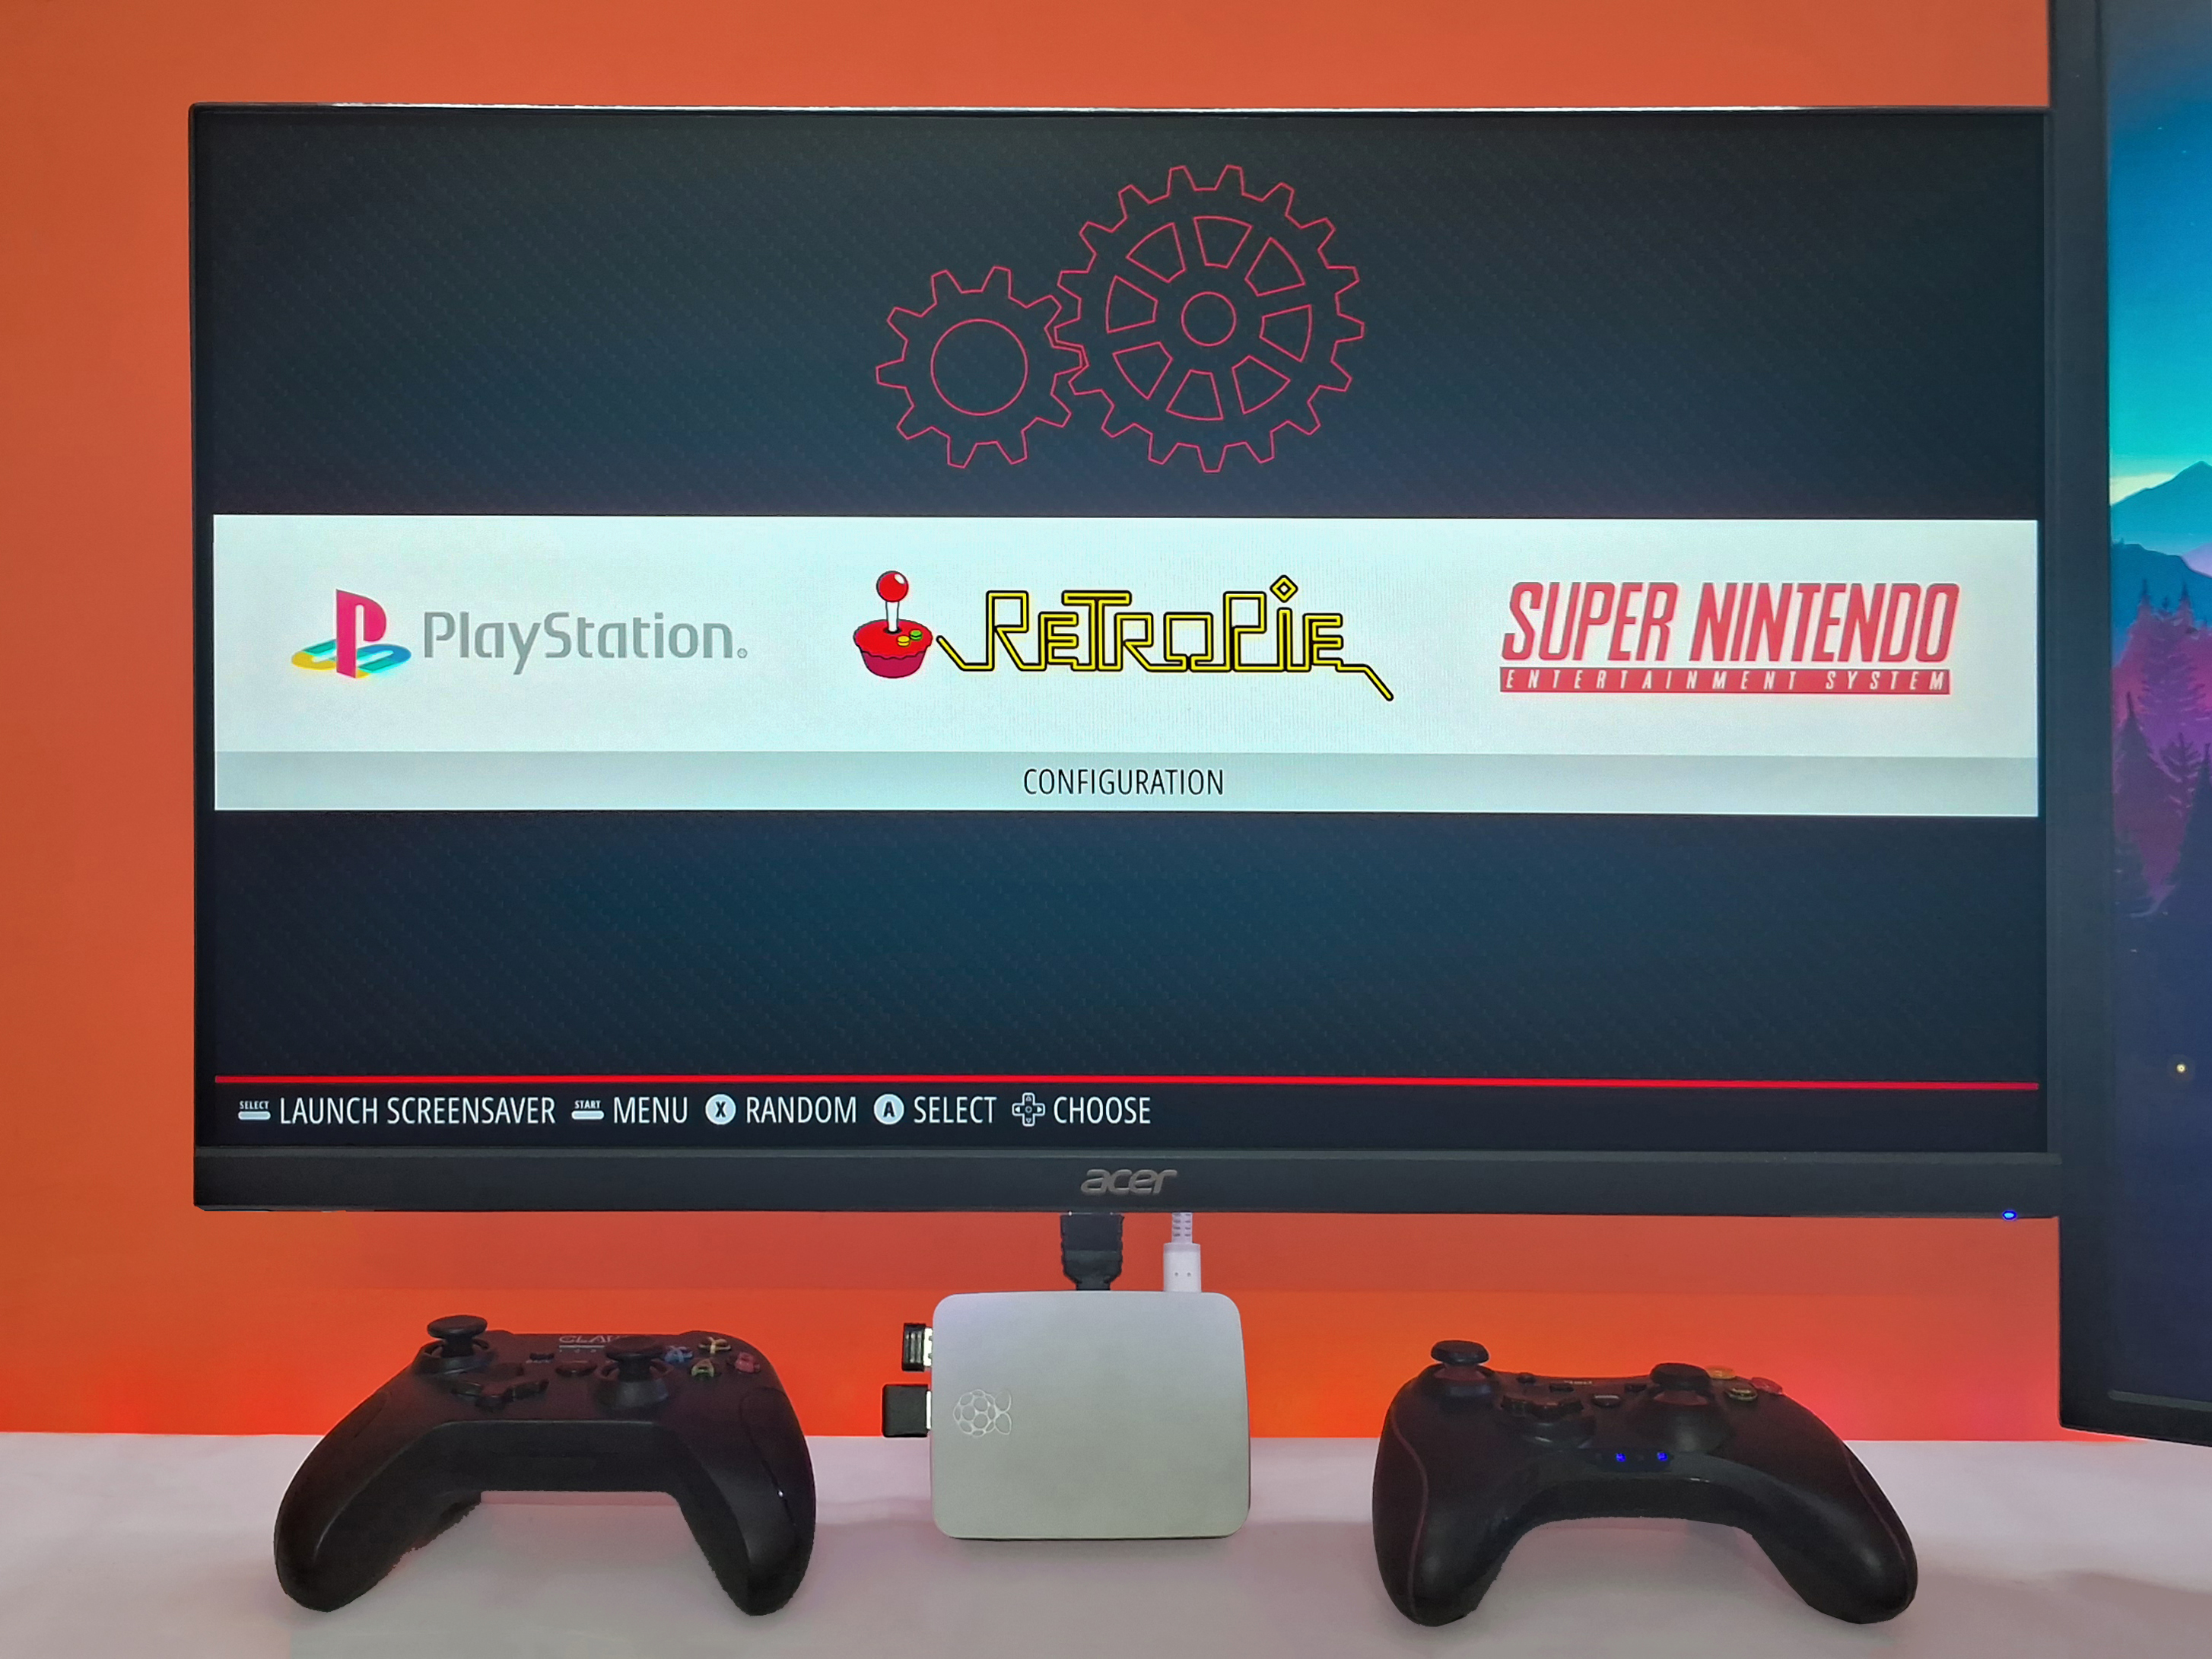 PlayStation
RetroPie
SUPER NINTENDO
ENTERTAINMENT SYSTEM
CONFIGURATION
SELECT LAUNCH SCREENSAVER START MENU X RANDOM A SELECT CHOOSE
acer